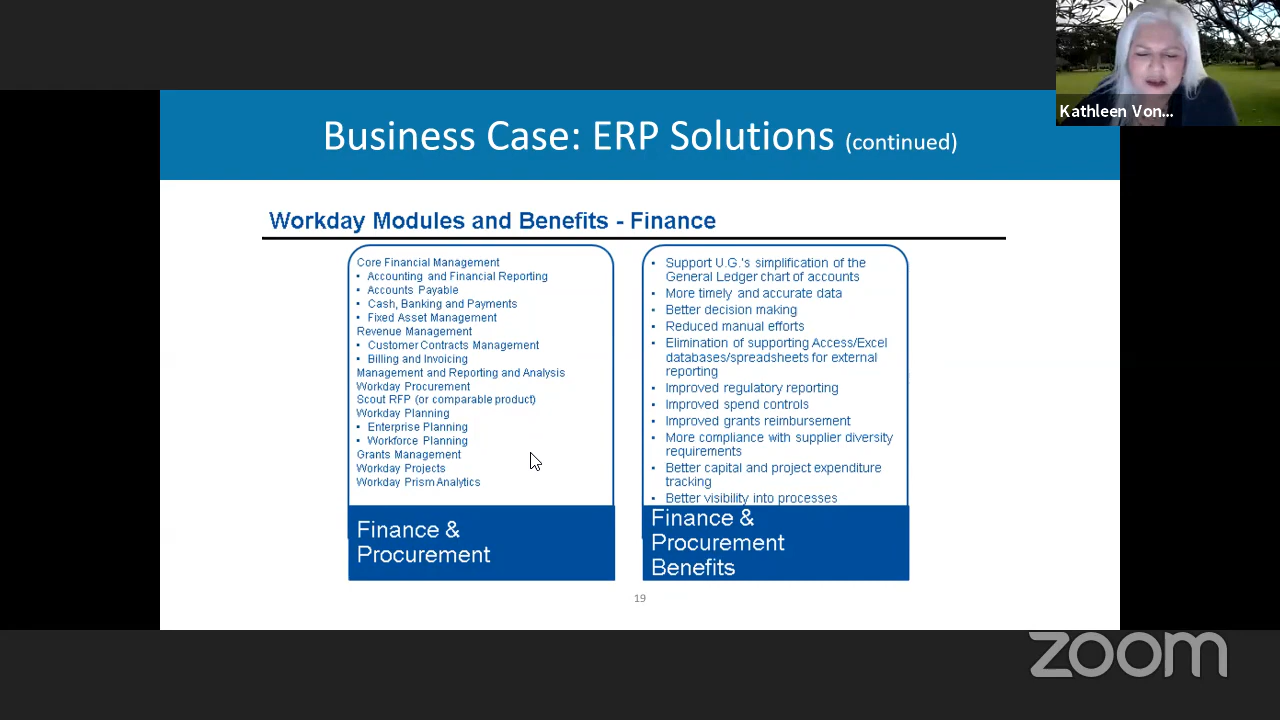 Kathleen Von...
Business Case: ERP Solutions (continued)
Workday Modules and Benefits - Finance
Core Financial Management
• Accounting and Financial Reporting
• Accounts Payable
• Cash, Banking and Payments
• Fixed Asset Management
Revenue Management
• Customer Contracts Management
• Billing and Invoicing
Management and Reporting and Analysis
Workday Procurement
Scout RFP (or comparable product)
Workday Planning
• Enterprise Planning
• Workforce Planning
Grants Management
Workday Projects
Workday Prism Analytics
Finance &
Procurement
• Support U.G.'s simplification of the
General Ledger chart of accounts
• More timely and accurate data
• Better decision making
• Reduced manual efforts
• Elimination of supporting Access/Excel
databases/spreadsheets for external
reporting
• Improved regulatory reporting
• Improved spend controls
• Improved grants reimbursement
• More compliance with supplier diversity
requirements
• Better capital and project expenditure
tracking
• Better visibility into processes
Finance &
Procurement
Benefits
19
zoom